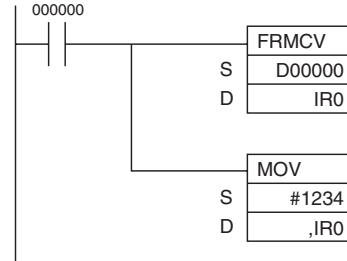 000000
FRMCV
S D00000
D IR0
MOV
S #1234
D ,IR0